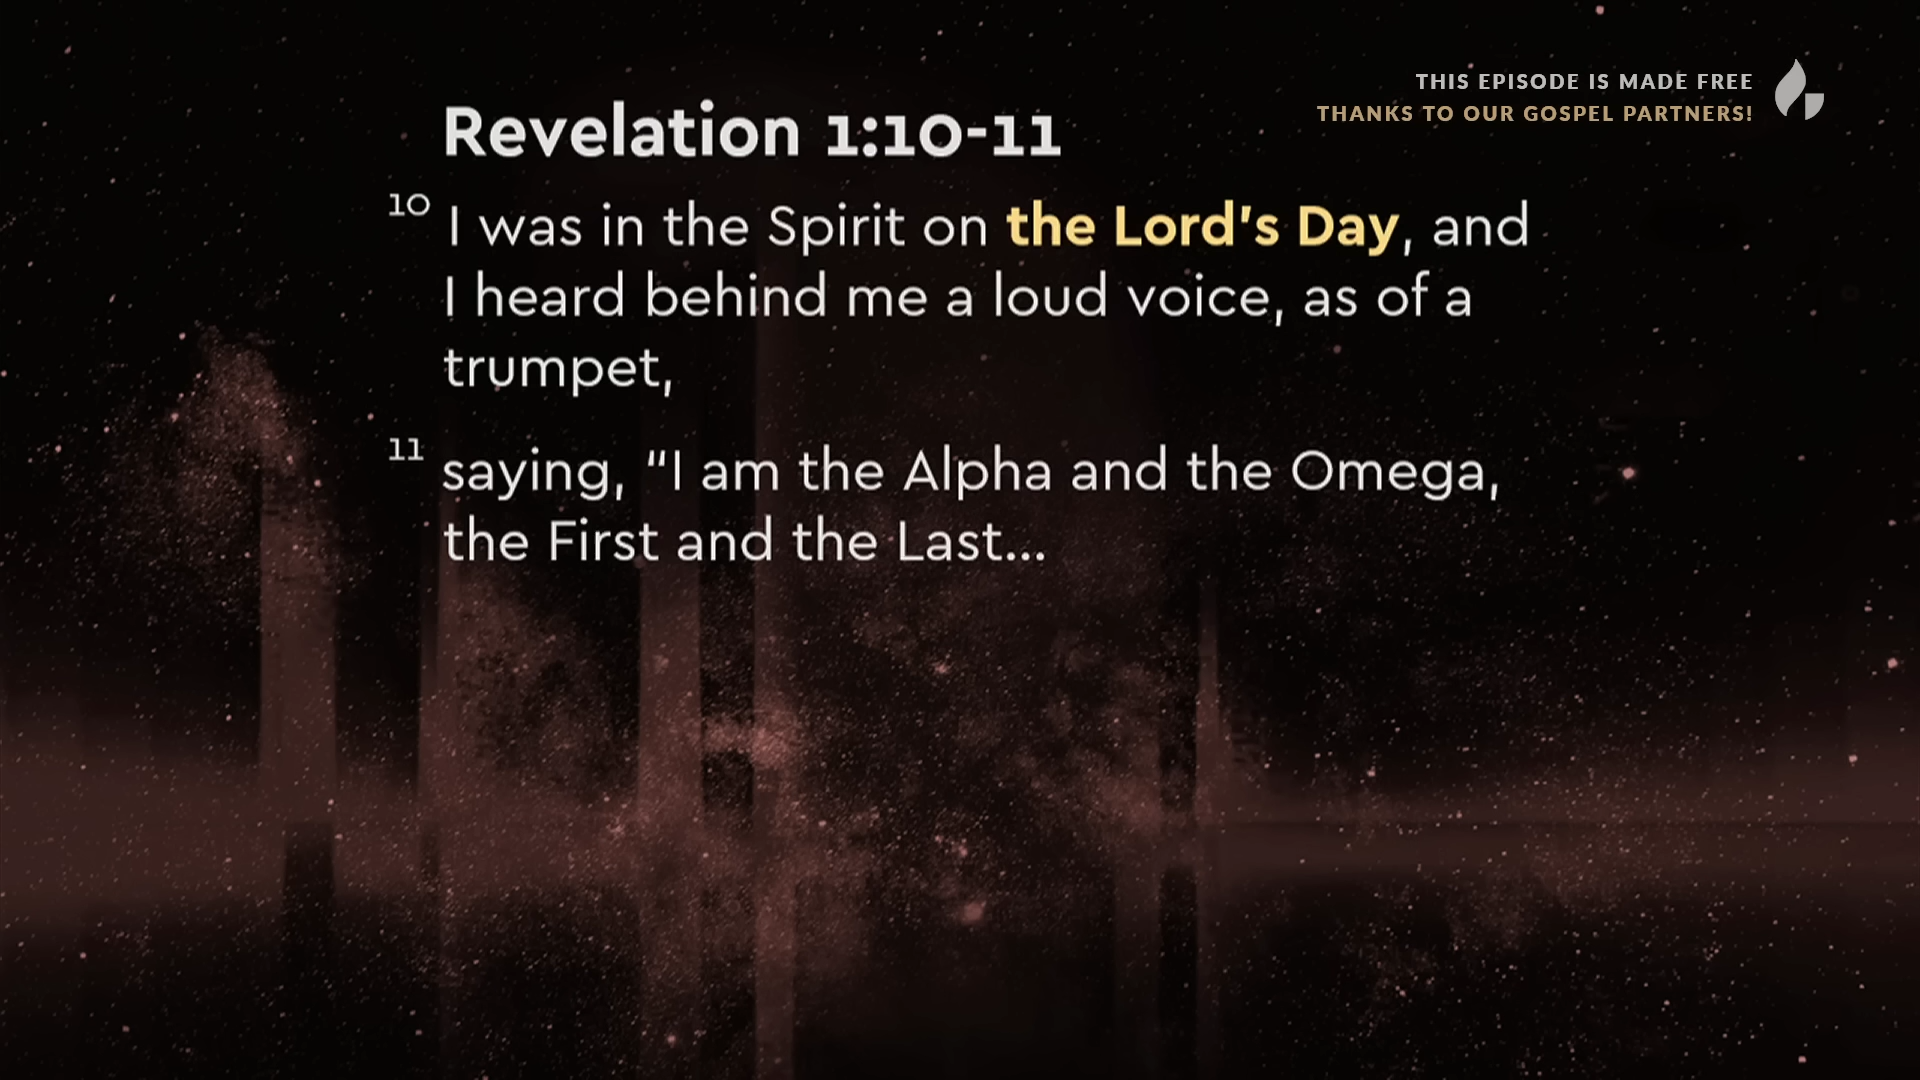 THIS EPISODE IS MADE FREE
THANKS TO OUR GOSPEL PARTNERS!
Revelation 1:10-11
10 I was in the Spirit on the Lord's Day, and
I heard behind me a loud voice, as of a
trumpet,
11 saying, “I am the Alpha and the Omega,
the First and the Last...